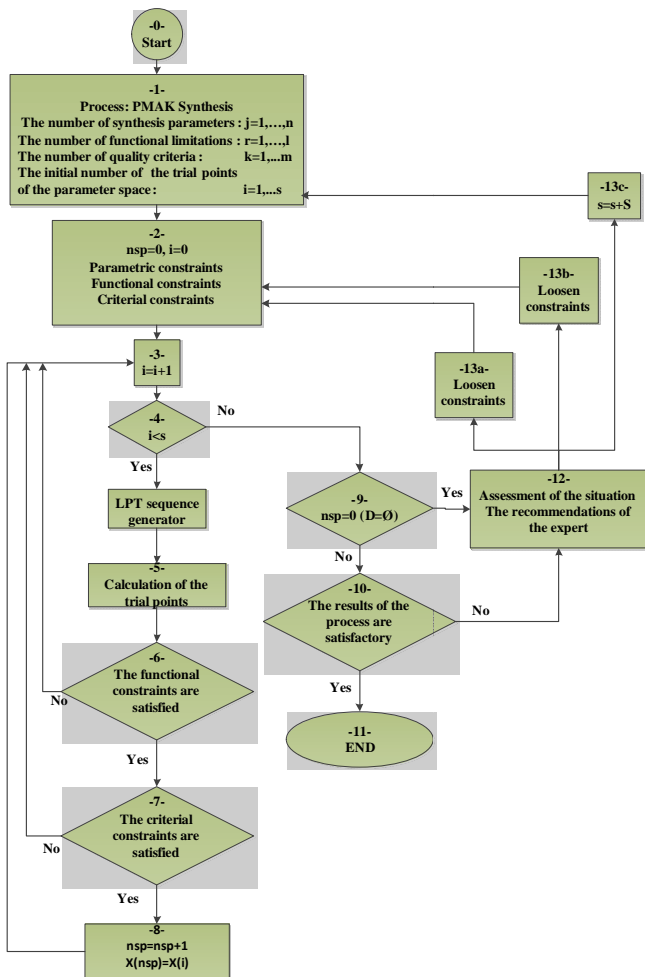 -0-
Start
-1-
Process: PMAK Synthesis
The number of synthesis parameters : j=1,…,n
The number of functional limitations : r=1,…,l
The number of quality criteria : k=1,...m
The initial number of the trial points
of the parameter space : i=1,...s
-13c-
s=s+S
-2-
nsp=0, i=0
Parametric constraints
Functional constraints
Criterial constraints
-13b-
Loosen
constraints
-3-
i=i+1
-13a-
Loosen
constraints
-4-
i<s
No
Yes
LPT sequence
generator
-9-
nsp=0 (D=Ø)
Yes
No
-12-
Assessment of the situation
The recommendations of
the expert
-5-
Calculation of the
trial points
-10-
The results of the
process are
satisfactory
No
Yes
-6-
The functional
constraints are
satisfied
No
Yes
-11-
END
-7-
The criterial
constraints are
satisfied
No
Yes
-8-
nsp=nsp+1
X(nsp)=X(i)